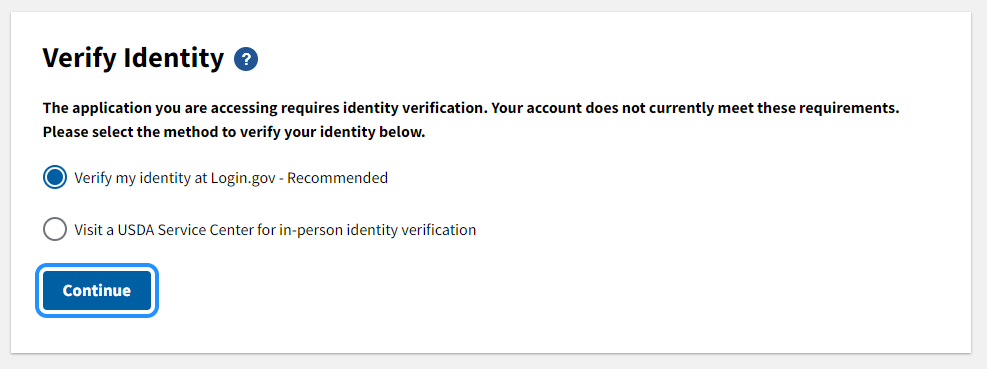 Verify Identity ?
The application you are accessing requires identity verification. Your account does not currently meet these requirements.
Please select the method to verify your identity below.
Verify my identity at Login.gov - Recommended
Visit a USDA Service Center for in-person identity verification
Continue